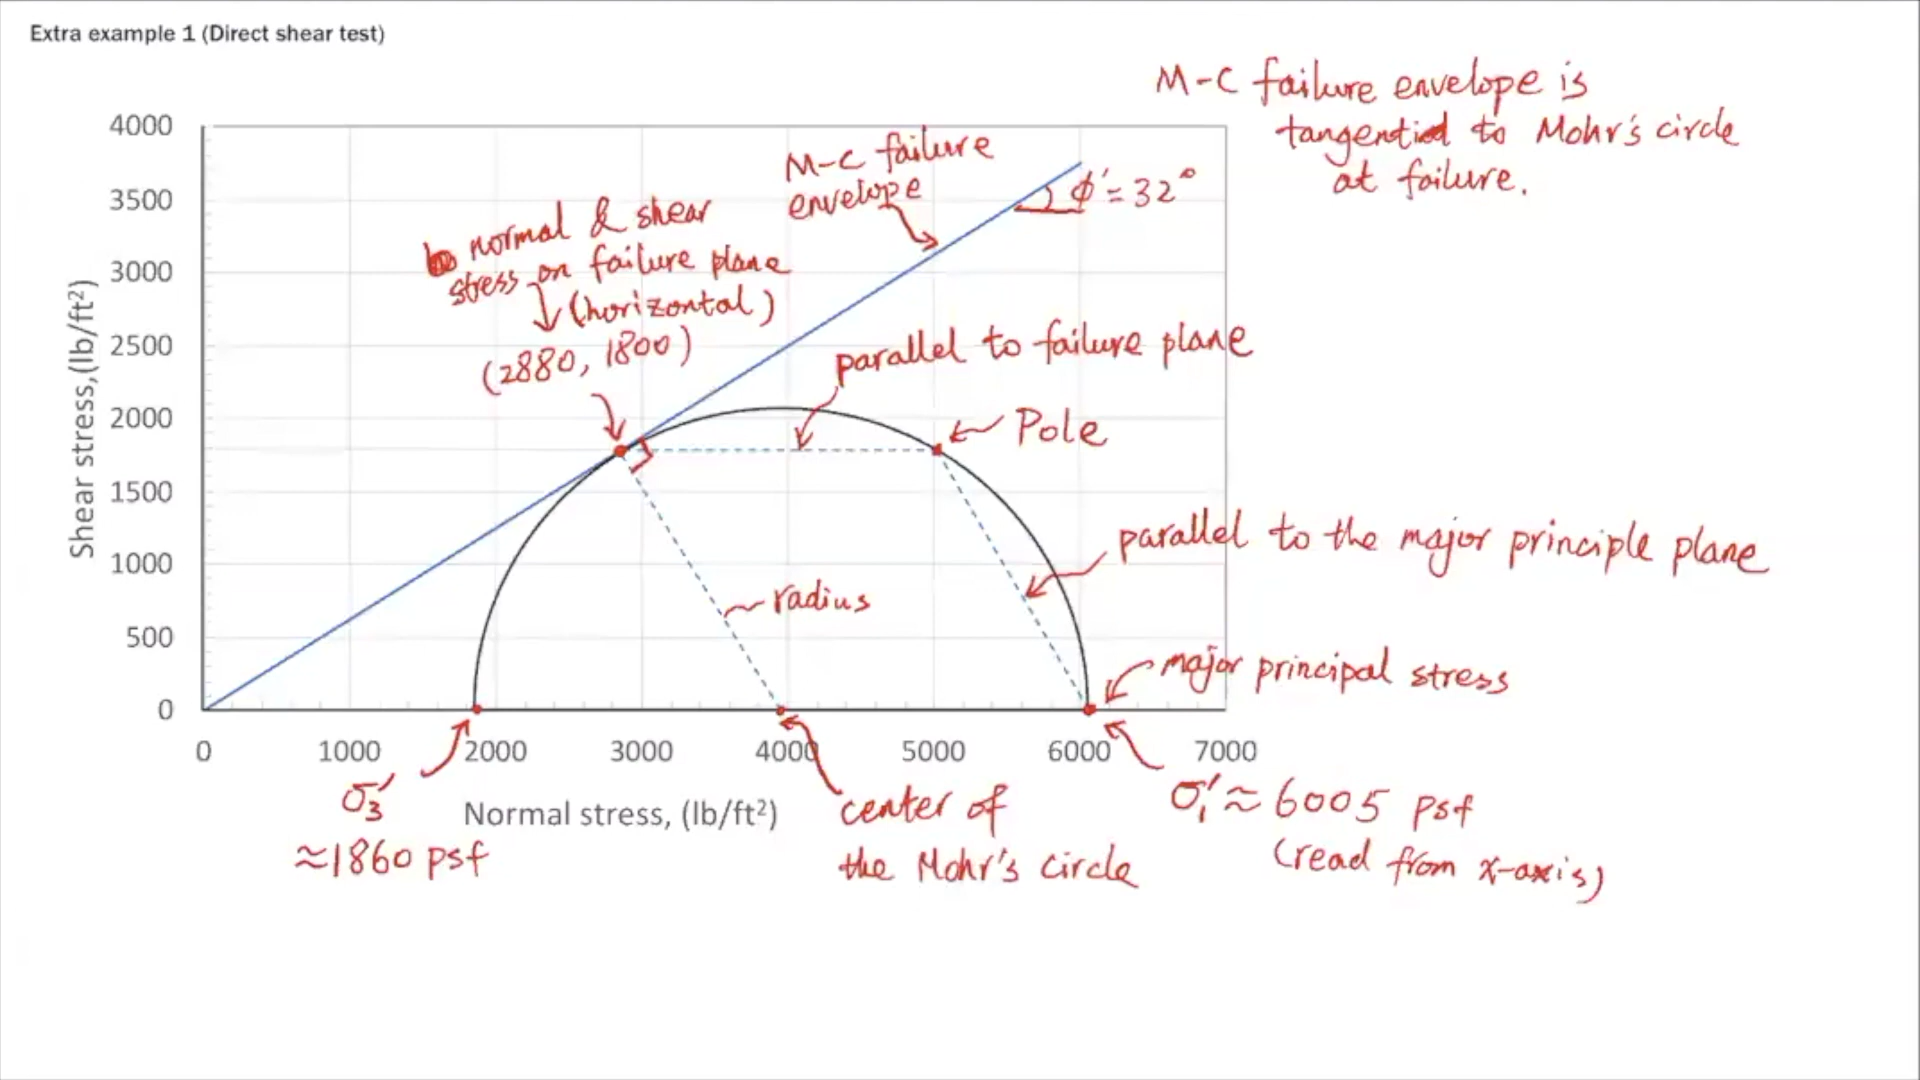 Extra example 1 (Direct shear test)
M-C failure envelope is
tangential to Mohr's circle
at failure.
M-C failure
envelope
ϕ'=32°
normal & shear
stress on failure plane
(horizontal)
(2880, 1800)
parallel to failure plane
Pole
parallel to the major principle plane
radius
major principal stress
4000
3500
3000
2500
2000
1500
1000
500
0
Shear stress,(lb/ft²)
0 1000 2000 3000 4000 5000 6000 7000
Normal stress, (lb/ft²)
σ₃'
≈1860 psf
center of
the Mohr's circle
σ₁' ≈ 6005 psf
(read from x-axis)